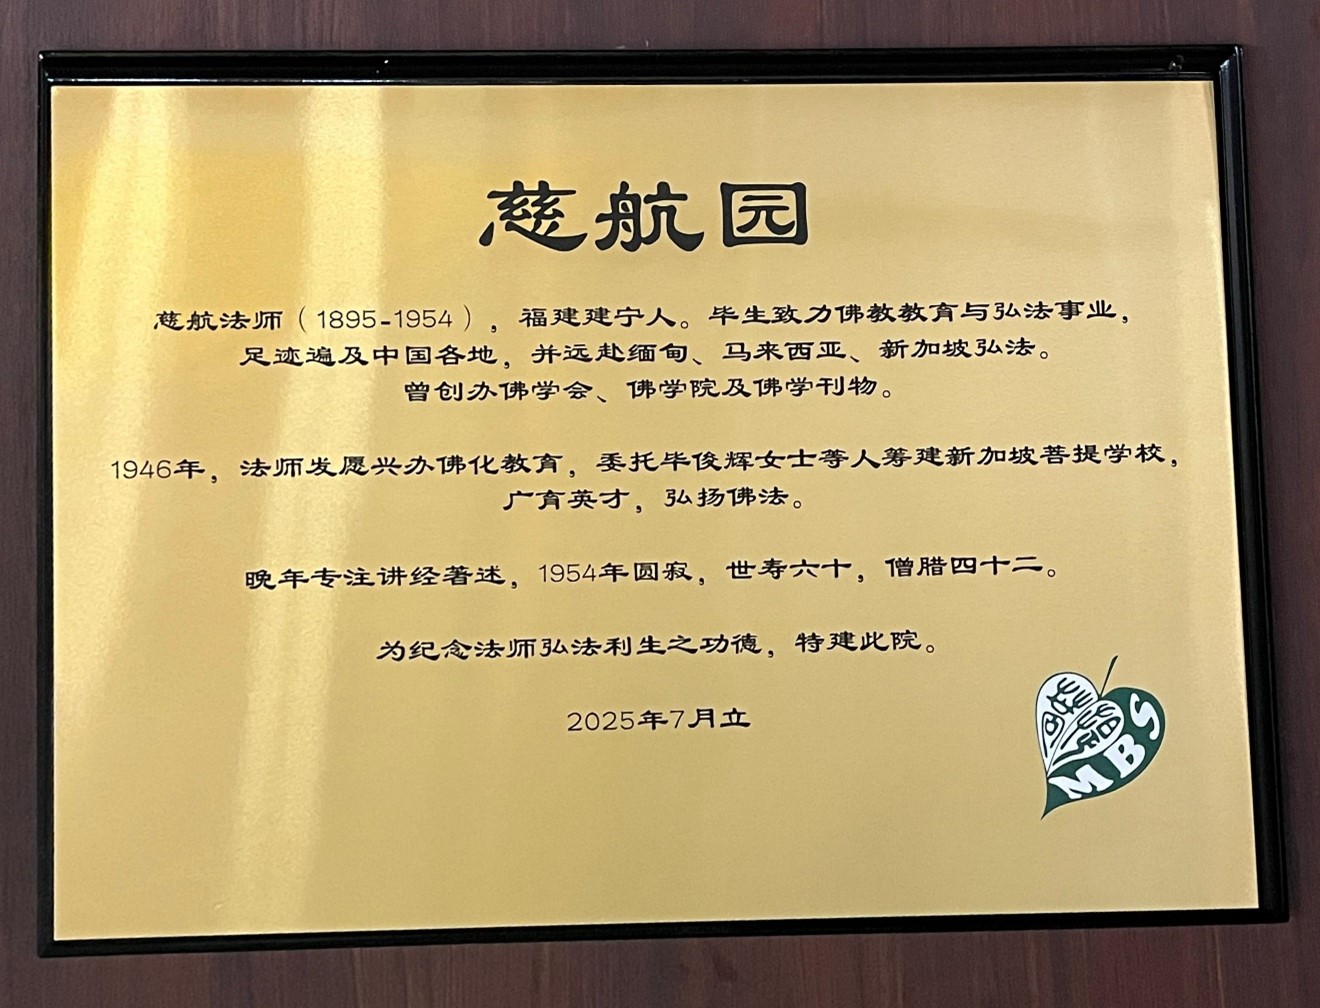 慈航园
慈航法师（1895-1954），福建建宁人。毕生致力佛教教育与弘法事业，
足迹遍及中国各地，并远赴缅甸、马来西亚、新加坡弘法。
曾创办佛学会、佛学院及佛学刊物。
1946年，法师发愿兴办佛化教育，委托毕俊辉女士等人筹建新加坡菩提学校，
广育英才，弘扬佛法。
晚年专注讲经著述，1954年圆寂，世寿六十，僧腊四十二。
为纪念法师弘法利生之功德，特建此院。
2025年7月立
MBS